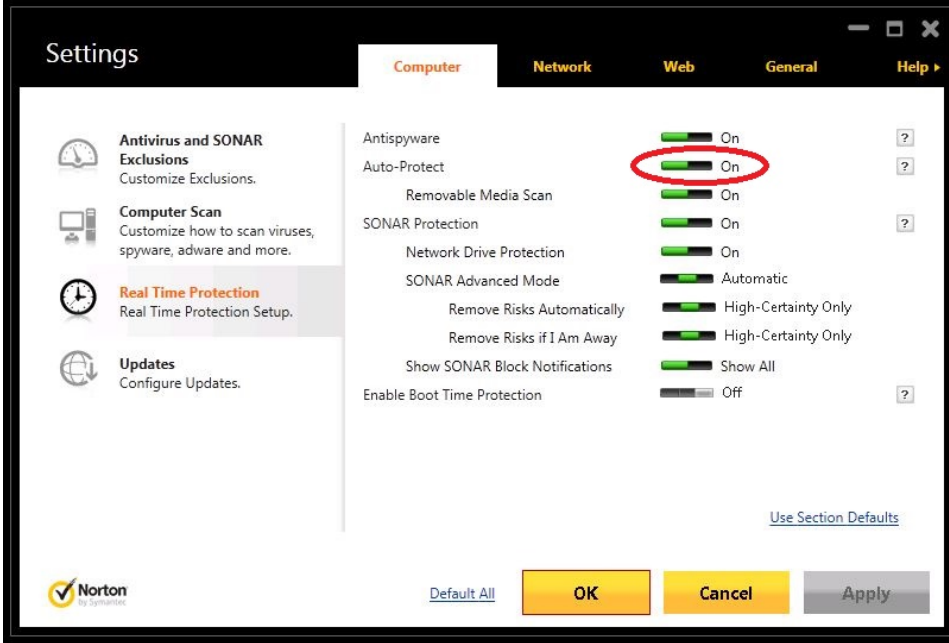 Settings
Computer Network Web General Help
Antivirus and SONAR
Exclusions
Customize Exclusions.
Computer Scan
Customize how to scan viruses,
spyware, adware and more.
Real Time Protection
Real Time Protection Setup.
Updates
Configure Updates.
Antispyware On ?
Auto-Protect On ?
Removable Media Scan On
SONAR Protection On ?
Network Drive Protection On
SONAR Advanced Mode Automatic
Remove Risks Automatically High-Certainty Only
Remove Risks if I Am Away High-Certainty Only
Show SONAR Block Notifications Show All
Enable Boot Time Protection Off ?
Use Section Defaults
Norton
by Symantec
Default All OK Cancel Apply